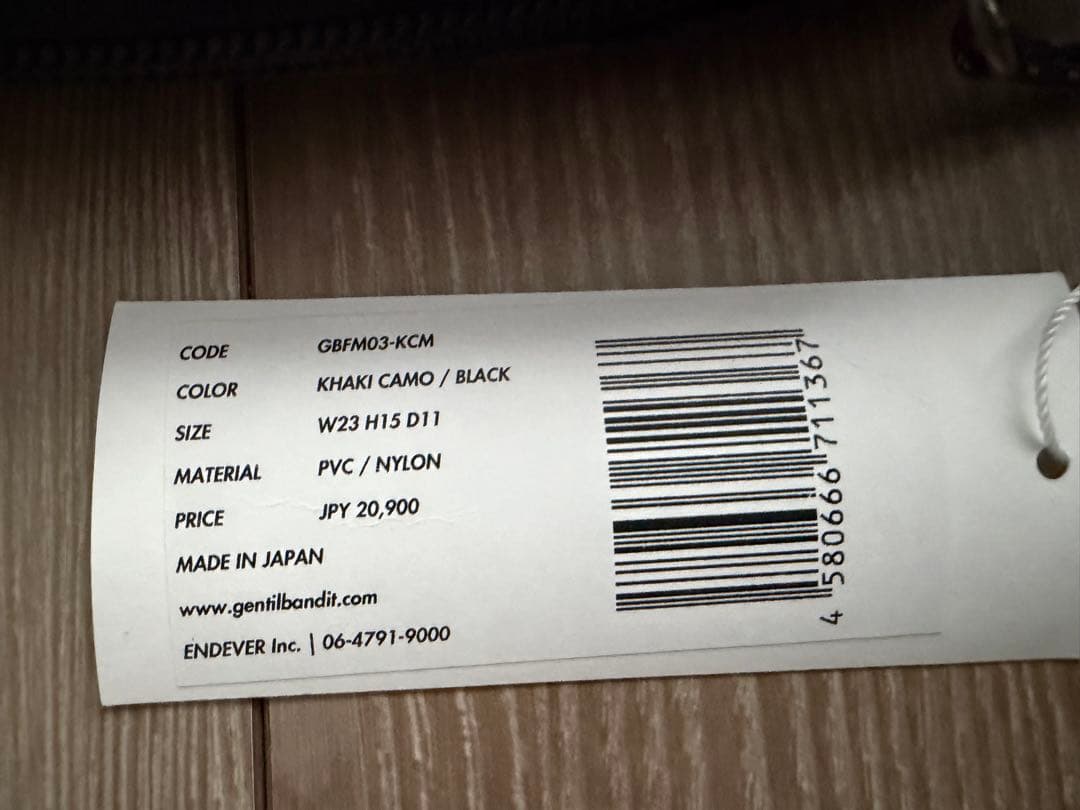 CODE GBFM03-KCM
COLOR KHAKI CAMO / BLACK
SIZE W23 H15 D11
MATERIAL PVC / NYLON
PRICE JPY 20,900
MADE IN JAPAN
www.gentilbandit.com
ENDEVER Inc. | 06-4791-9000
4 580666 711367